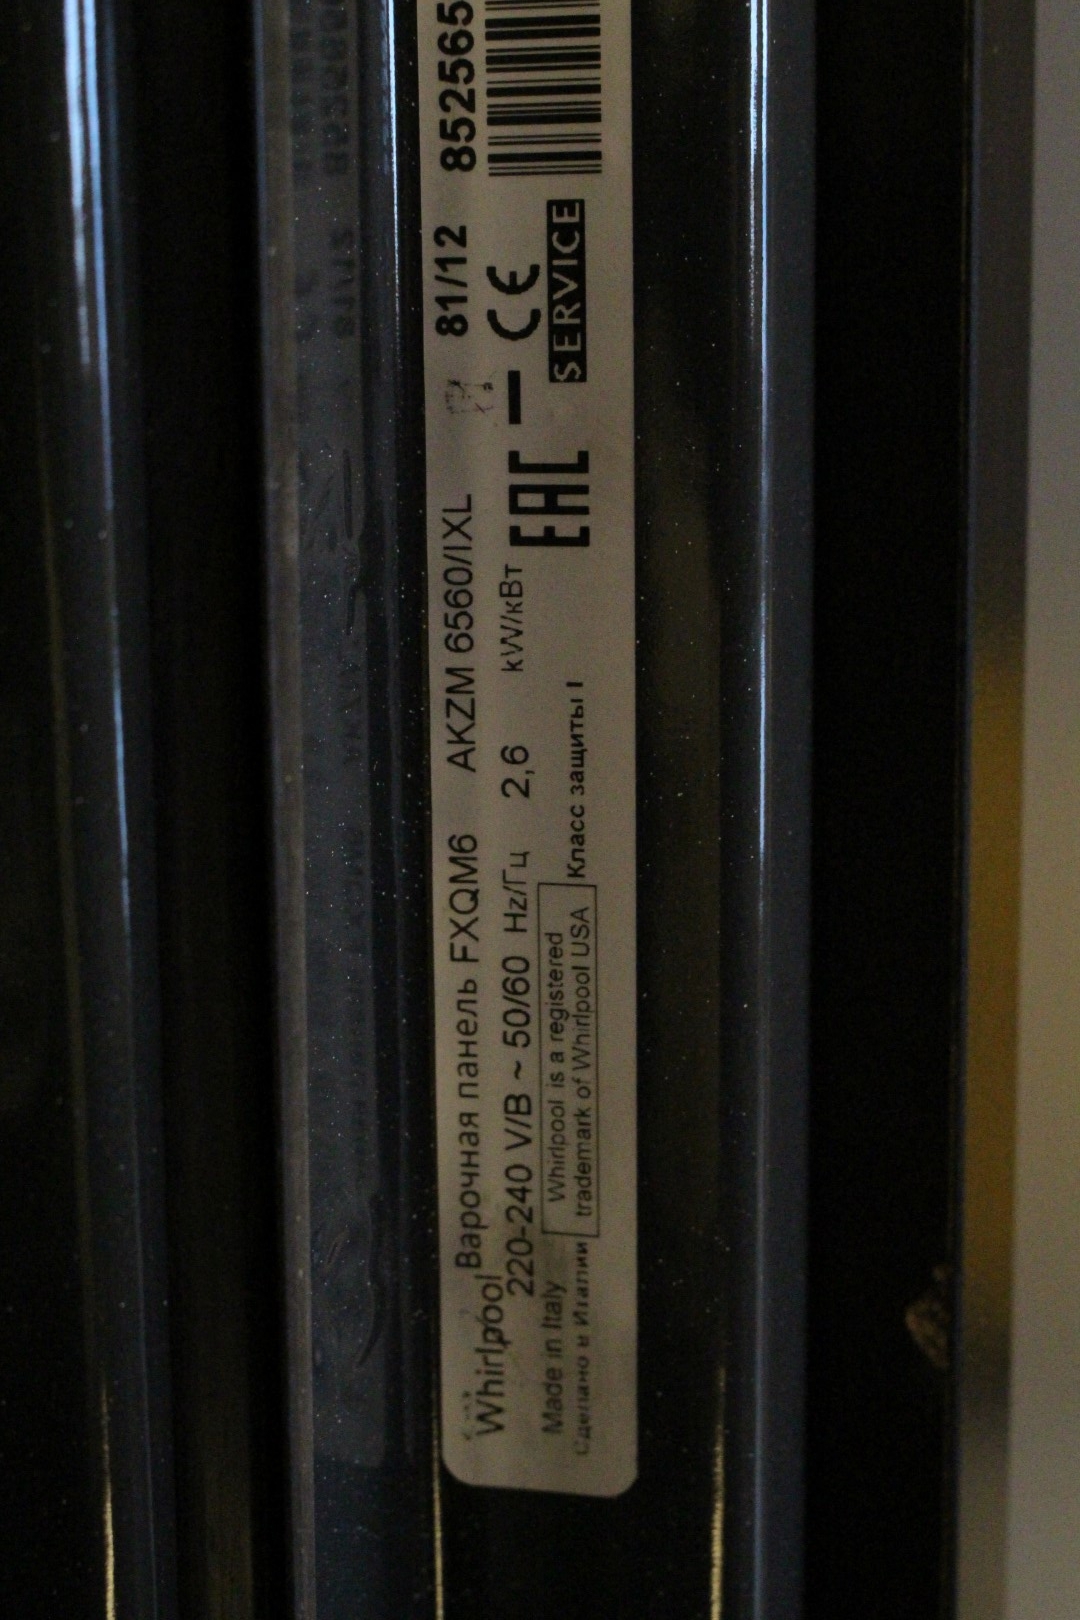 Whirlpool Варочная панель FXQM6 AKZM 6560/IXL 81/12 852565
220-240 V/В ~ 50/60 Hz/Гц 2,6 kW/кВт EAC CE
Made in Italy
Сделано в Италии
Whirlpool is a registered
trademark of Whirlpool USA
Класс защиты I
SERVICE